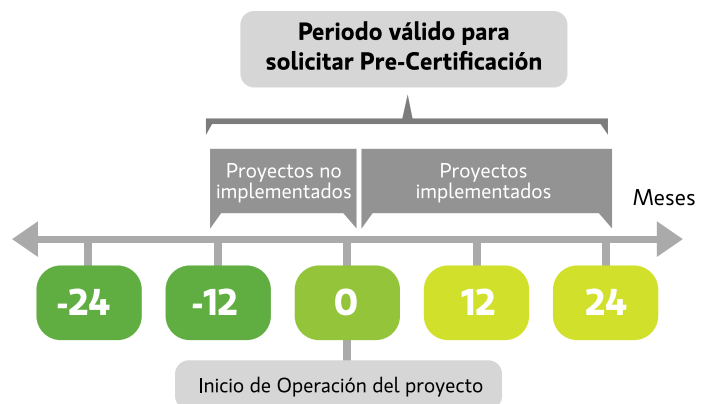 Periodo válido para
solicitar Pre-Certificación
Proyectos no
implementados
Proyectos
implementados
Meses
-24
-12
0
12
24
Inicio de Operación del proyecto